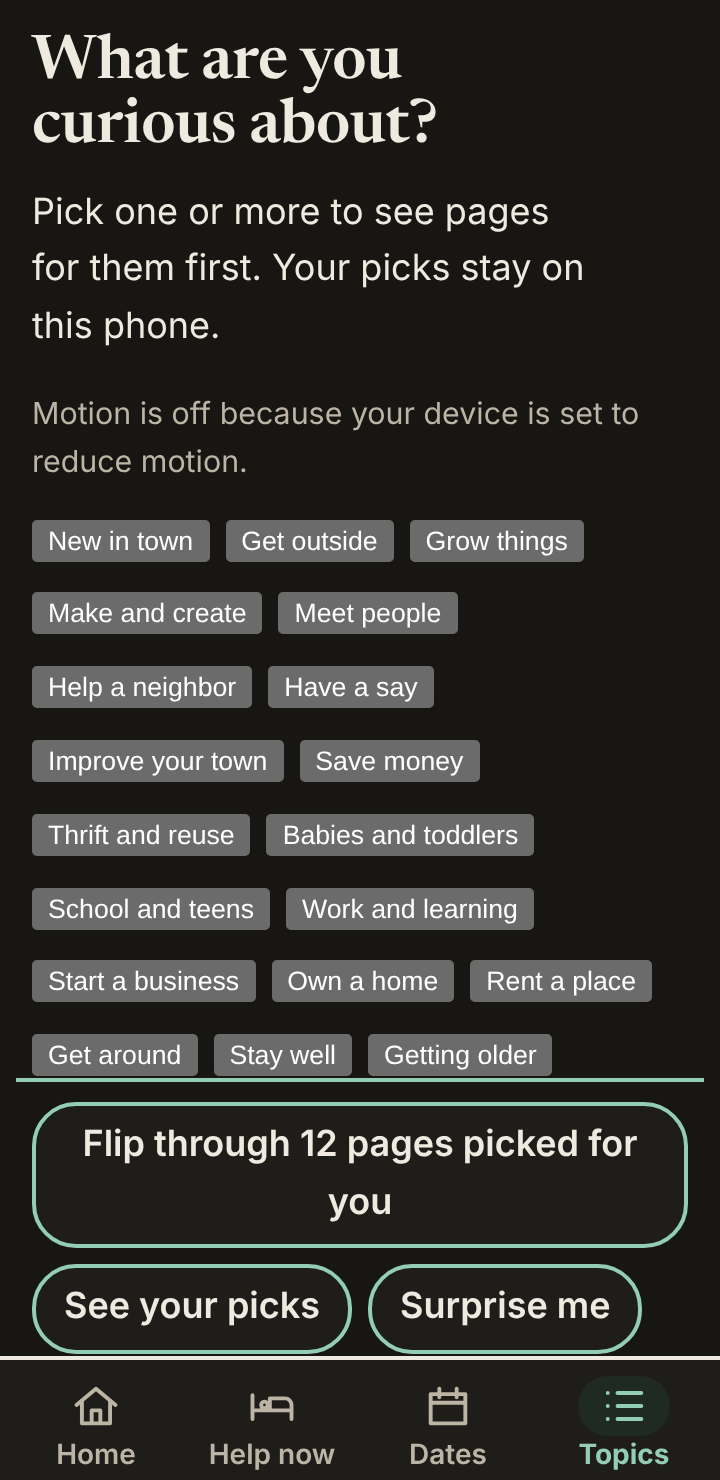 What are you
curious about?
Pick one or more to see pages
for them first. Your picks stay on
this phone.
Motion is off because your device is set to
reduce motion.
New in town Get outside Grow things
Make and create Meet people
Help a neighbor Have a say
Improve your town Save money
Thrift and reuse Babies and toddlers
School and teens Work and learning
Start a business Own a home Rent a place
Get around Stay well Getting older
Flip through 12 pages picked for
you
See your picks Surprise me
Home Help now Dates Topics